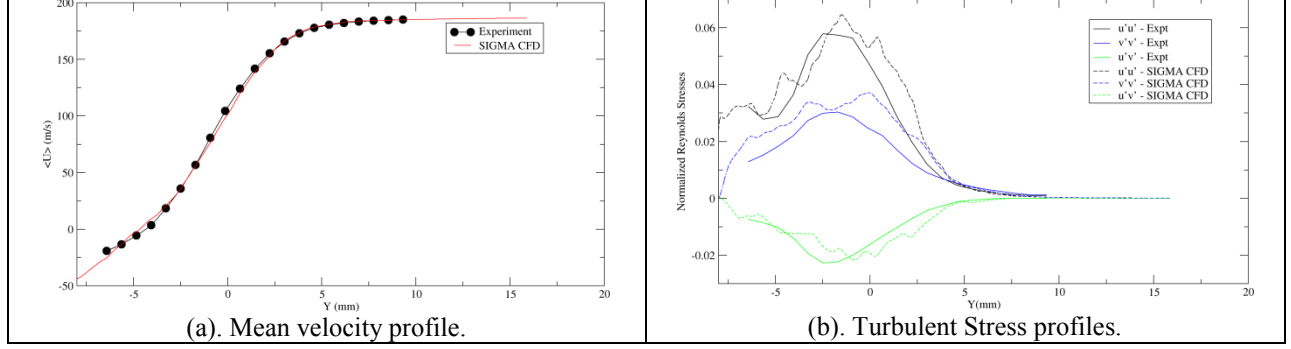 200
150
100
50
0
-50
<U> (m/s)
-5
0
5
10
15
20
Y (mm)
Experiment
SIGMA CFD
(a). Mean velocity profile.
0.06
0.04
0.02
0
-0.02
Normalized Reynolds Stresses
-5
0
5
10
15
20
Y(mm)
u'u' - Expt
v'v' - Expt
u'v' - Expt
u'u' - SIGMA CFD
v'v' - SIGMA CFD
u'v' - SIGMA CFD
(b). Turbulent Stress profiles.